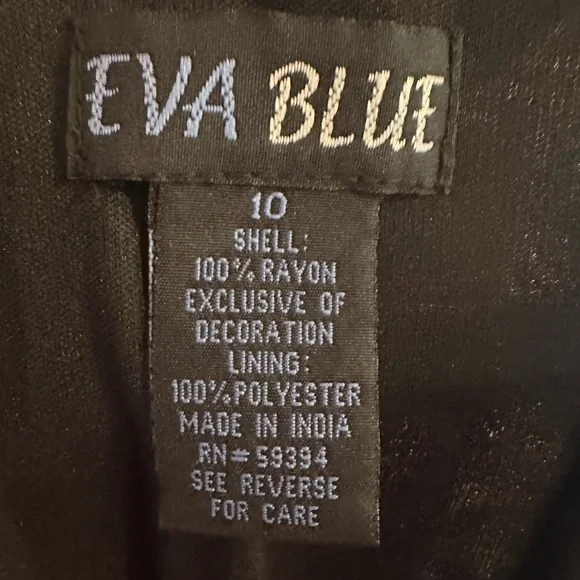 EVA BLUE
10
SHELL:
100% RAYON
EXCLUSIVE OF
DECORATION
LINING:
100% POLYESTER
MADE IN INDIA
RN# 59394
SEE REVERSE
FOR CARE